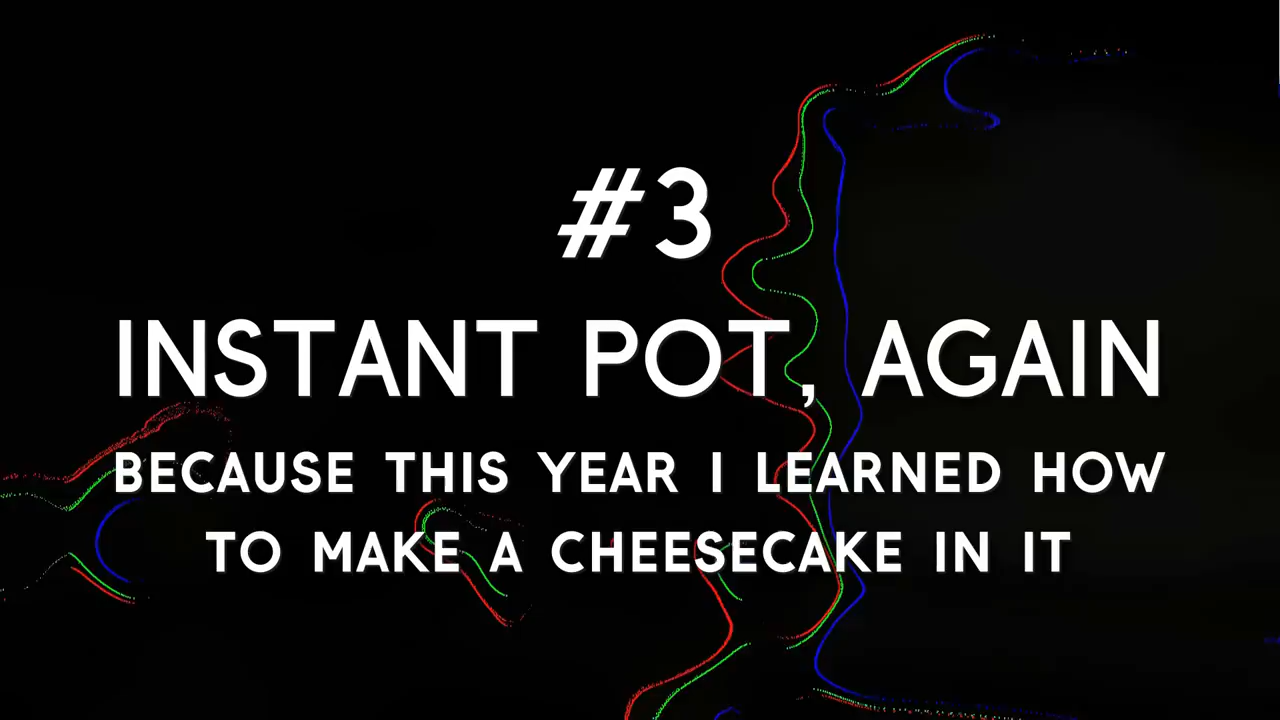 #3
INSTANT POT, AGAIN
BECAUSE THIS YEAR I LEARNED HOW
TO MAKE A CHEESECAKE IN IT